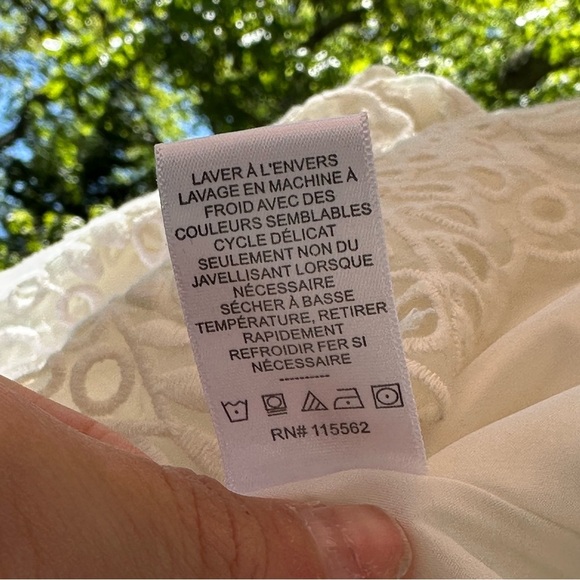 LAVER À L'ENVERS
LAVAGE EN MACHINE À
FROID AVEC DES
COULEURS SEMBLABLES
CYCLE DÉLICAT
SEULEMENT NON DU
JAVELLISANT LORSQUE
NÉCESSAIRE
SÉCHER À BASSE
TEMPÉRATURE, RETIRER
RAPIDEMENT
REFROIDIR FER SI
NÉCESSAIRE
----------
RN# 115562